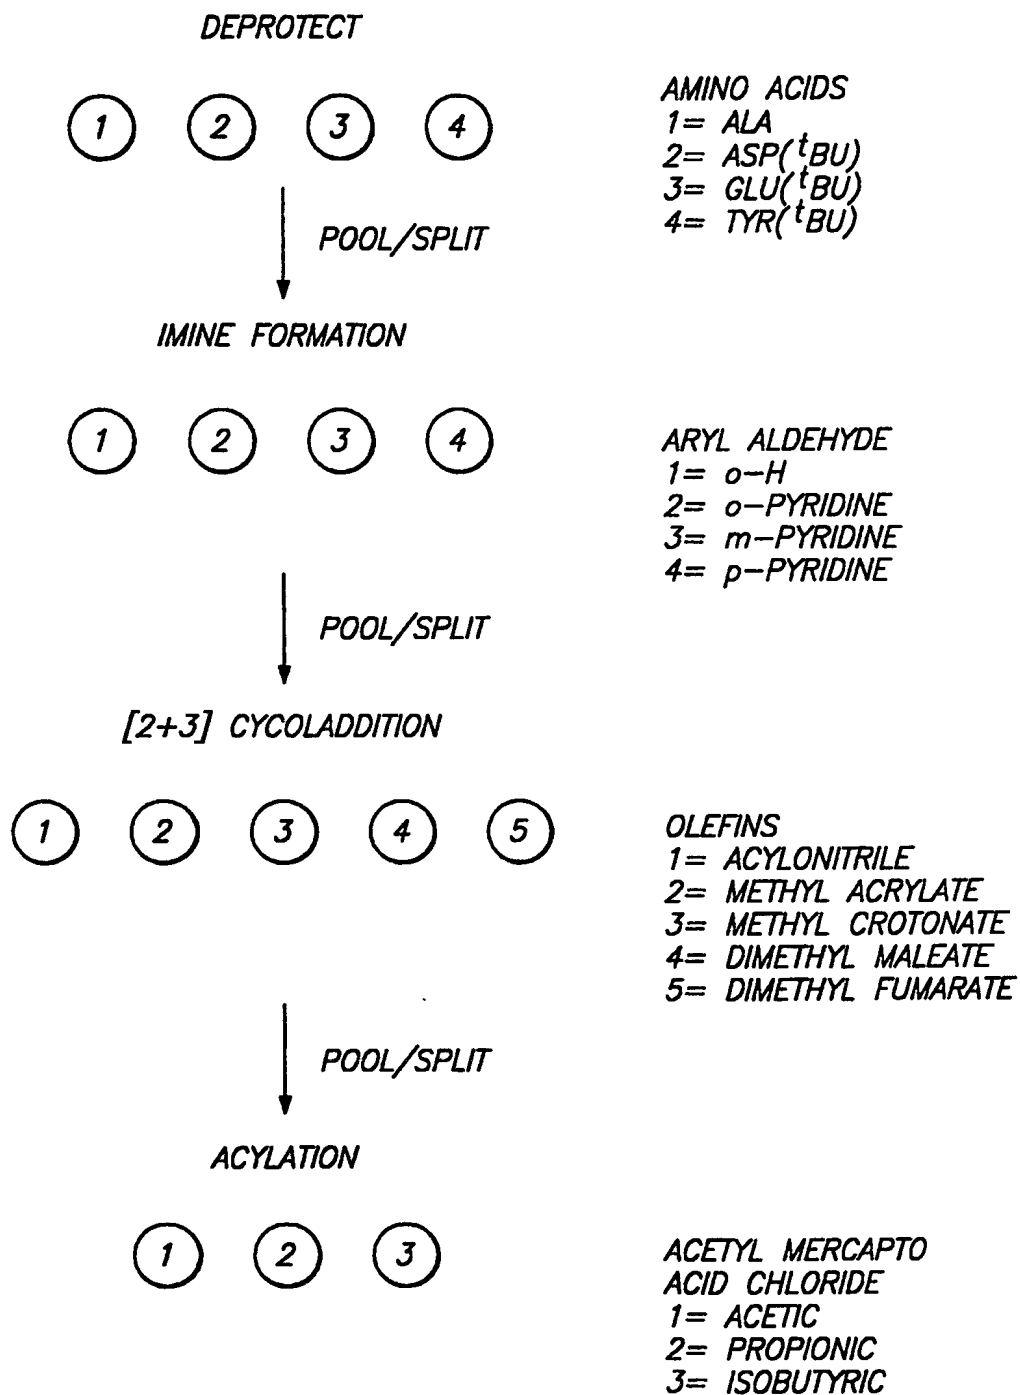 DEPROTECT
1 2 3 4
AMINO ACIDS
1= ALA
2= ASP(tBU)
3= GLU(tBU)
4= TYR(tBU)
POOL/SPLIT
IMINE FORMATION
1 2 3 4
ARYL ALDEHYDE
1= o-H
2= o-PYRIDINE
3= m-PYRIDINE
4= p-PYRIDINE
POOL/SPLIT
[2+3] CYCOLADDITION
1 2 3 4 5
OLEFINS
1= ACYLONITRILE
2= METHYL ACRYLATE
3= METHYL CROTONATE
4= DIMETHYL MALEATE
5= DIMETHYL FUMARATE
POOL/SPLIT
ACYLATION
1 2 3
ACETYL MERCAPTO
ACID CHLORIDE
1= ACETIC
2= PROPIONIC
3= ISOBUTYRIC